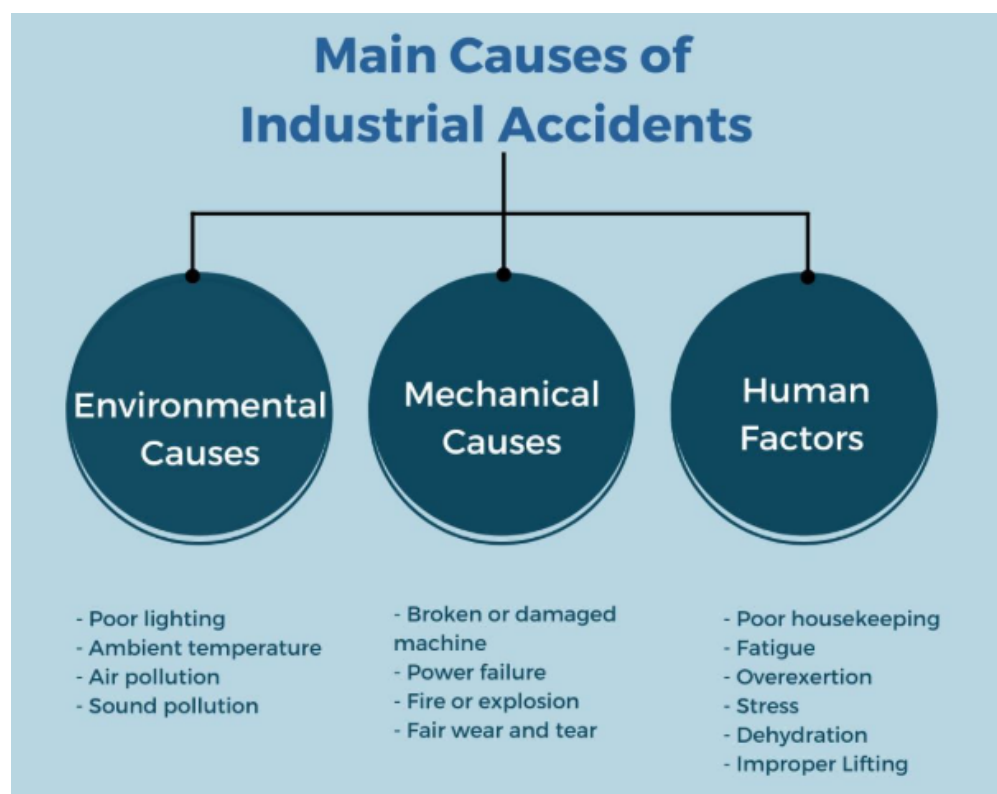 Main Causes of
Industrial Accidents
Environmental
Causes
Mechanical
Causes
Human
Factors
- Poor lighting
- Ambient temperature
- Air pollution
- Sound pollution
- Broken or damaged
machine
- Power failure
- Fire or explosion
- Fair wear and tear
- Poor housekeeping
- Fatigue
- Overexertion
- Stress
- Dehydration
- Improper Lifting